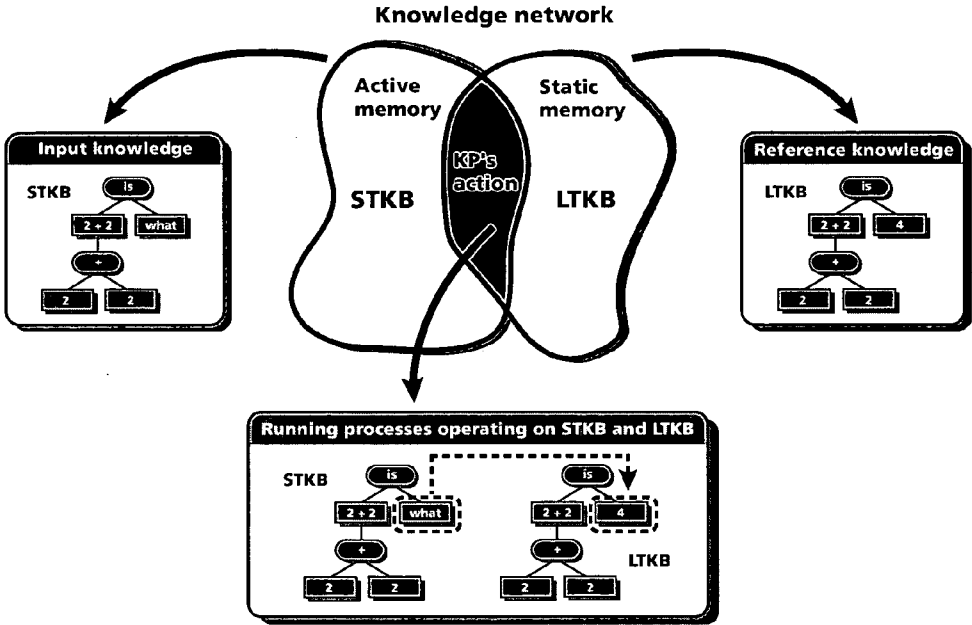 Knowledge network
Active memory
Static memory
KP's action
STKB
LTKB
Input knowledge
STKB
is
2 + 2
what
+
2
2
Reference knowledge
LTKB
is
2 + 2
4
+
2
2
Running processes operating on STKB and LTKB
STKB
is
2 + 2
what
+
2
2
is
2 + 2
4
+
2
2
LTKB